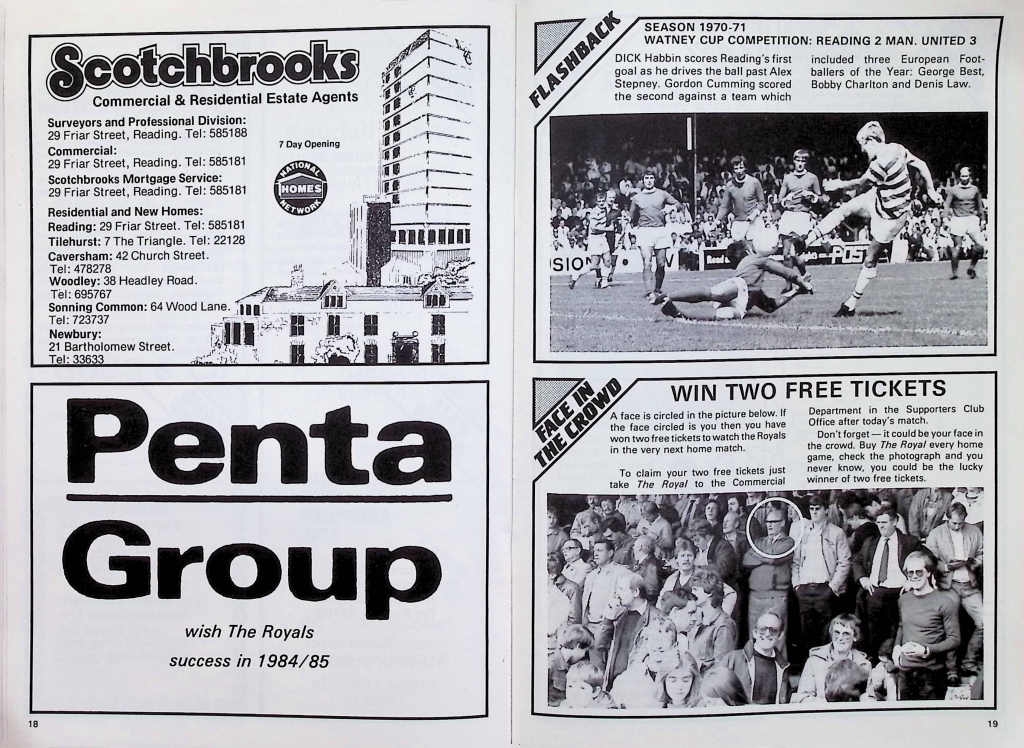 Scotchbrooks
Commercial & Residential Estate Agents
Surveyors and Professional Division:
29 Friar Street, Reading. Tel: 585188
Commercial:
29 Friar Street, Reading. Tel: 585181
Scotchbrooks Mortgage Service:
29 Friar Street, Reading. Tel: 585181
Residential and New Homes:
Reading: 29 Friar Street. Tel: 585181
Tilehurst: 7 The Triangle. Tel: 22128
Caversham: 42 Church Street.
Tel: 478278
Woodley: 38 Headley Road.
Tel: 695767
Sonning Common: 64 Wood Lane.
Tel: 723737
Newbury:
21 Bartholomew Street.
Tel: 33633
7 Day Opening
NATIONAL
HOMES
NETWORK
Penta
Group
wish The Royals
success in 1984/85
18
FLASHBACK
SEASON 1970-71
WATNEY CUP COMPETITION: READING 2 MAN. UNITED 3
DICK Habbin scores Reading's first
goal as he drives the ball past Alex
Stepney. Gordon Cumming scored
the second against a team which
included three European Foot-
ballers of the Year: George Best,
Bobby Charlton and Denis Law.
POST
FACE IN
THE CROWD
WIN TWO FREE TICKETS
A face is circled in the picture below. If
the face circled is you then you have
won two free tickets to watch the Royals
in the very next home match.
To claim your two free tickets just
take The Royal to the Commercial
Department in the Supporters Club
Office after today's match.
Don't forget — it could be your face in
the crowd. Buy The Royal every home
game, check the photograph and you
never know, you could be the lucky
winner of two free tickets.
19